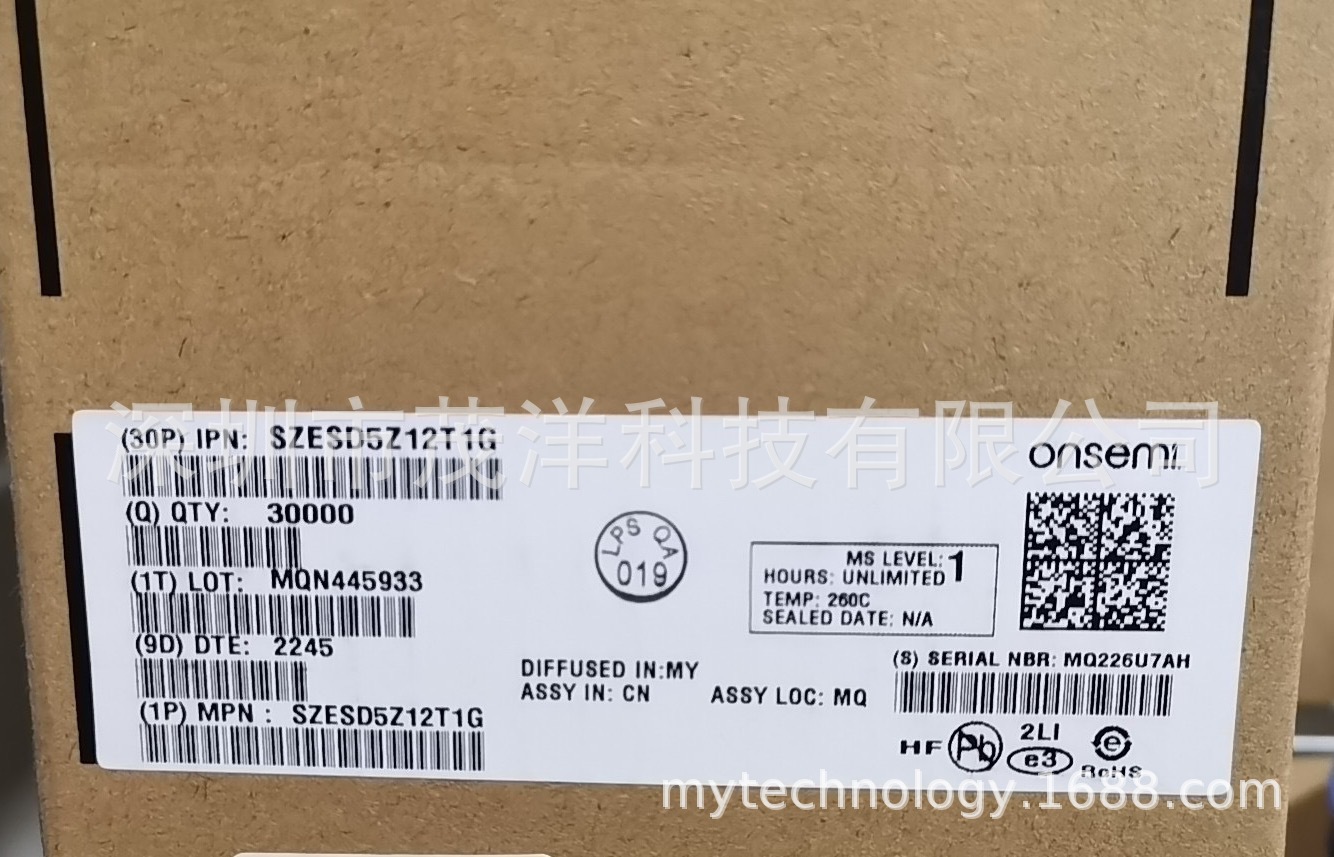 深圳市茂洋科技有限公司
(30P) IPN: SZESD5Z12T1G
onsemi
(Q) QTY: 30000
LPS QA
019
MS LEVEL: 1
HOURS: UNLIMITED
TEMP: 260C
SEALED DATE: N/A
(1T) LOT: MQN445933
(9D) DTE: 2245
DIFFUSED IN:MY
ASSY IN: CN ASSY LOC: MQ
(S) SERIAL NBR: MQ226U7AH
(1P) MPN : SZESD5Z12T1G
HF Pb 2LI e3 e
RoHS
mytechnology.1688.com